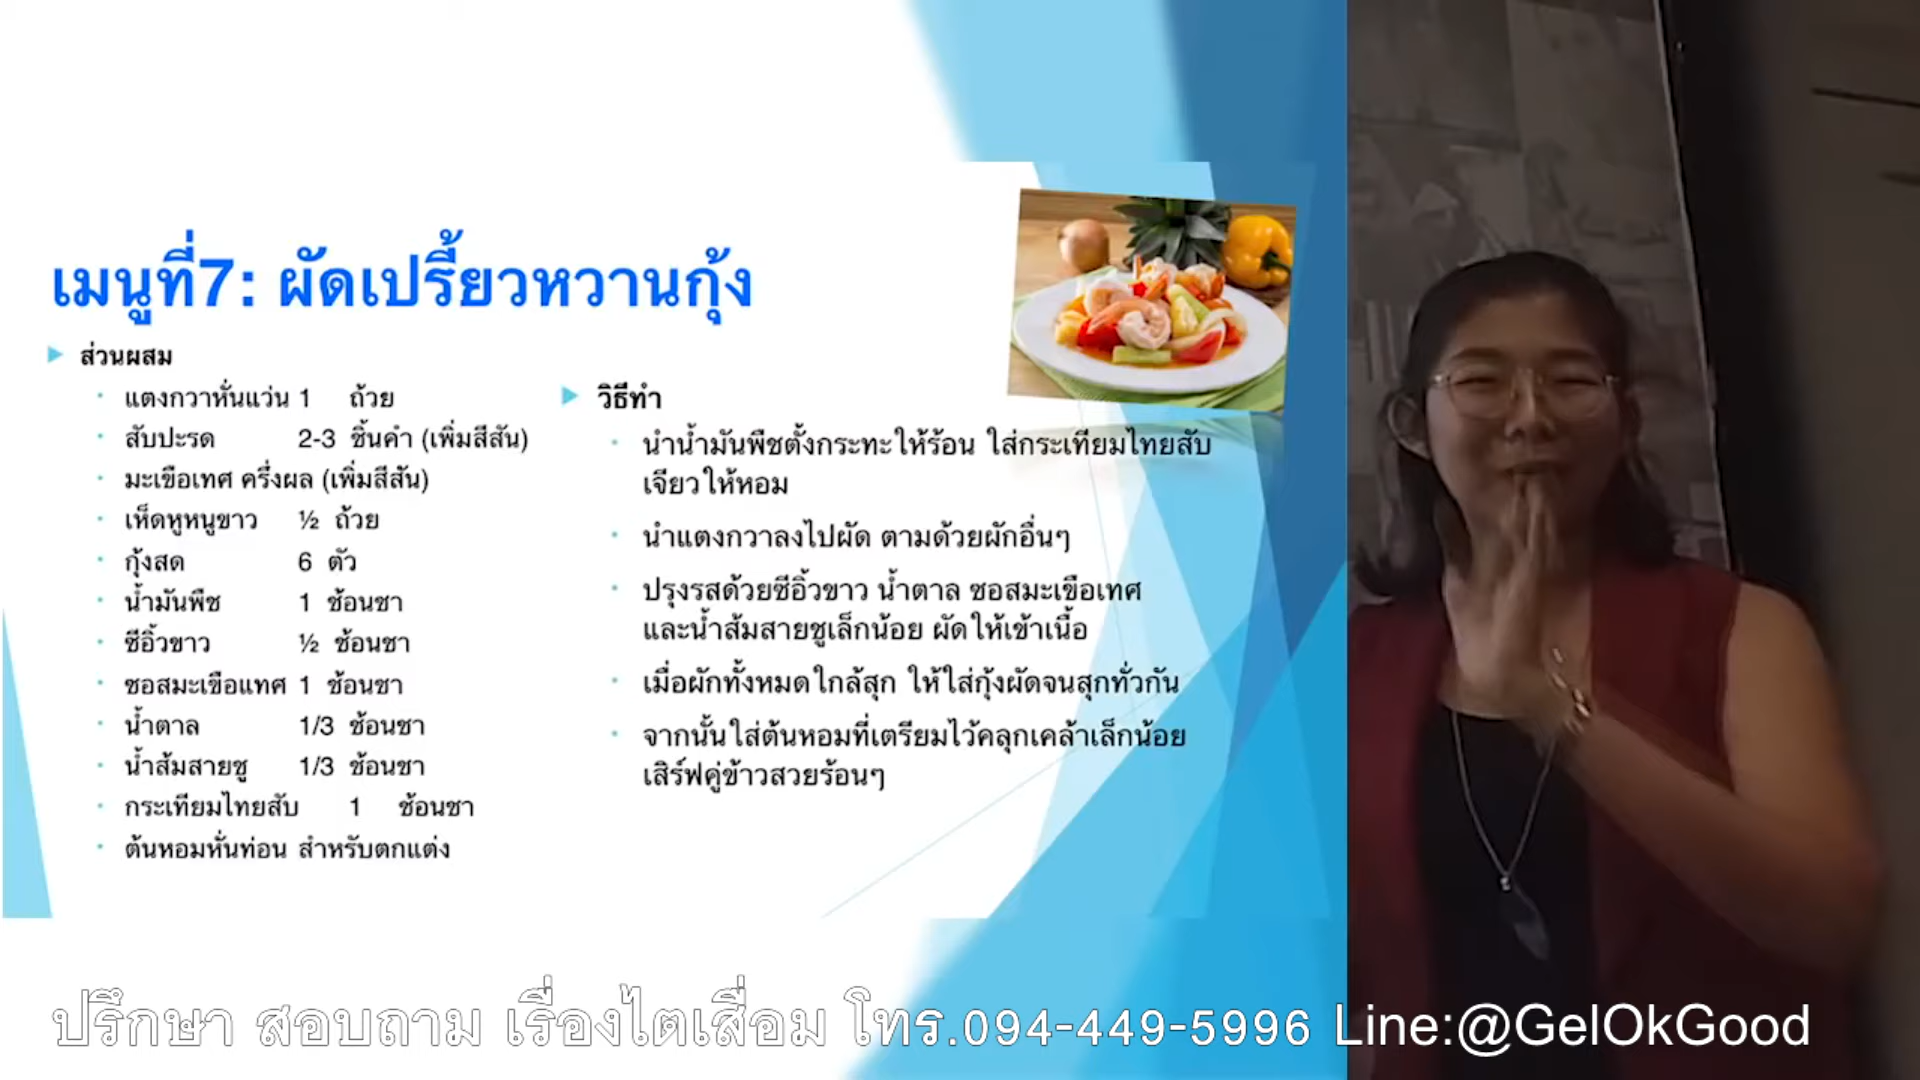 เมนูที่7: ผัดเปรี้ยวหวานกุ้ง
ส่วนผสม
แตงกวาหั่นแว่น 1 ถ้วย
สับปะรด 2-3 ชิ้นคำ (เพิ่มสีสัน)
มะเขือเทศ ครึ่งผล (เพิ่มสีสัน)
เห็ดหูหนูขาว ½ ถ้วย
กุ้งสด 6 ตัว
น้ำมันพืช 1 ช้อนชา
ซีอิ้วขาว ½ ช้อนชา
ซอสมะเขือแทศ 1 ช้อนชา
น้ำตาล 1/3 ช้อนชา
น้ำส้มสายชู 1/3 ช้อนชา
กระเทียมไทยสับ 1 ช้อนชา
ต้นหอมหั่นท่อน สำหรับตกแต่ง
วิธีทำ
นำน้ำมันพืชตั้งกระทะให้ร้อน ใส่กระเทียมไทยสับ
เจียวให้หอม
นำแตงกวาลงไปผัด ตามด้วยผักอื่นๆ
ปรุงรสด้วยซีอิ้วขาว น้ำตาล ซอสมะเขือเทศ
และน้ำส้มสายชูเล็กน้อย ผัดให้เข้าเนื้อ
เมื่อผักทั้งหมดใกล้สุก ให้ใส่กุ้งผัดจนสุกทั่วกัน
จากนั้นใส่ต้นหอมที่เตรียมไว้คลุกเคล้าเล็กน้อย
เสิร์ฟคู่ข้าวสวยร้อนๆ
ปรึกษา สอบถาม เรื่องไตเสื่อม โทร.094-449-5996 Line:@GelOkGood